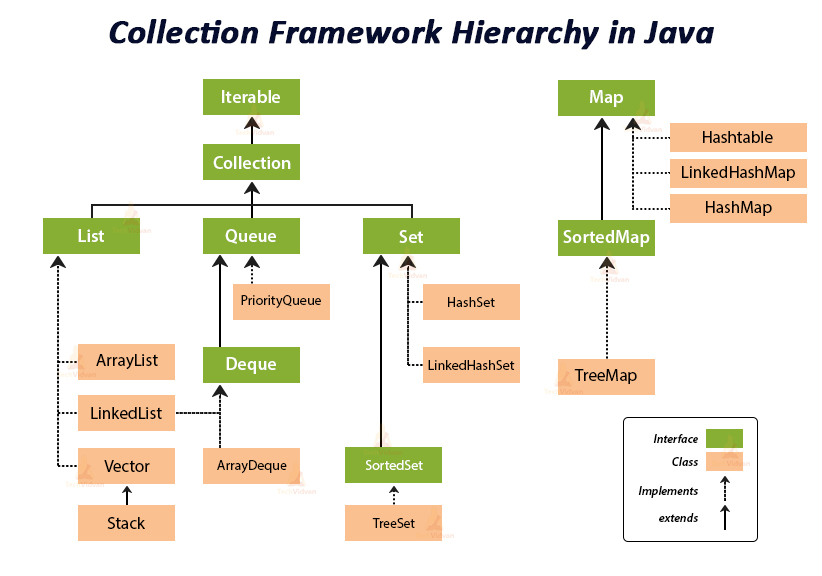 Collection Framework Hierarchy in Java
Iterable
Map
Hashtable
Collection
LinkedHashMap
HashMap
List
Queue
Set
SortedMap
PriorityQueue
HashSet
ArrayList
Deque
LinkedHashSet
TreeMap
LinkedList
Vector
ArrayDeque
SortedSet
Stack
TreeSet
Interface
Class
Implements
extends